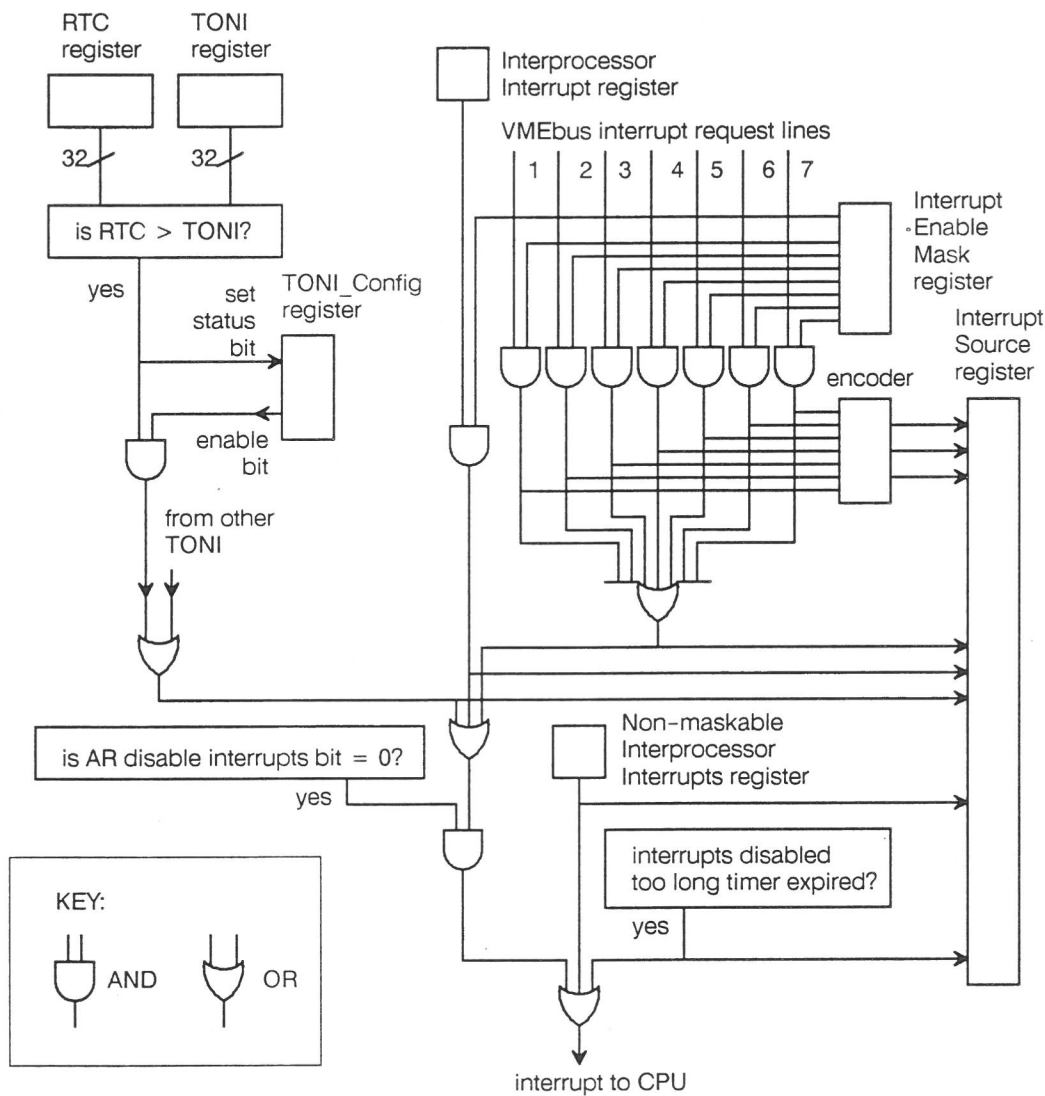 RTC
register
TONI
register
Interprocessor
Interrupt register
VMEbus interrupt request lines
32
32
1 2 3 4 5 6 7
is RTC > TONI?
Interrupt
Enable
Mask
register
yes
set
status
bit
TONI_Config
register
Interrupt
Source
register
encoder
enable
bit
from other
TONI
is AR disable interrupts bit = 0?
yes
Non-maskable
Interprocessor
Interrupts register
interrupts disabled
too long timer expired?
yes
KEY:
AND
OR
interrupt to CPU